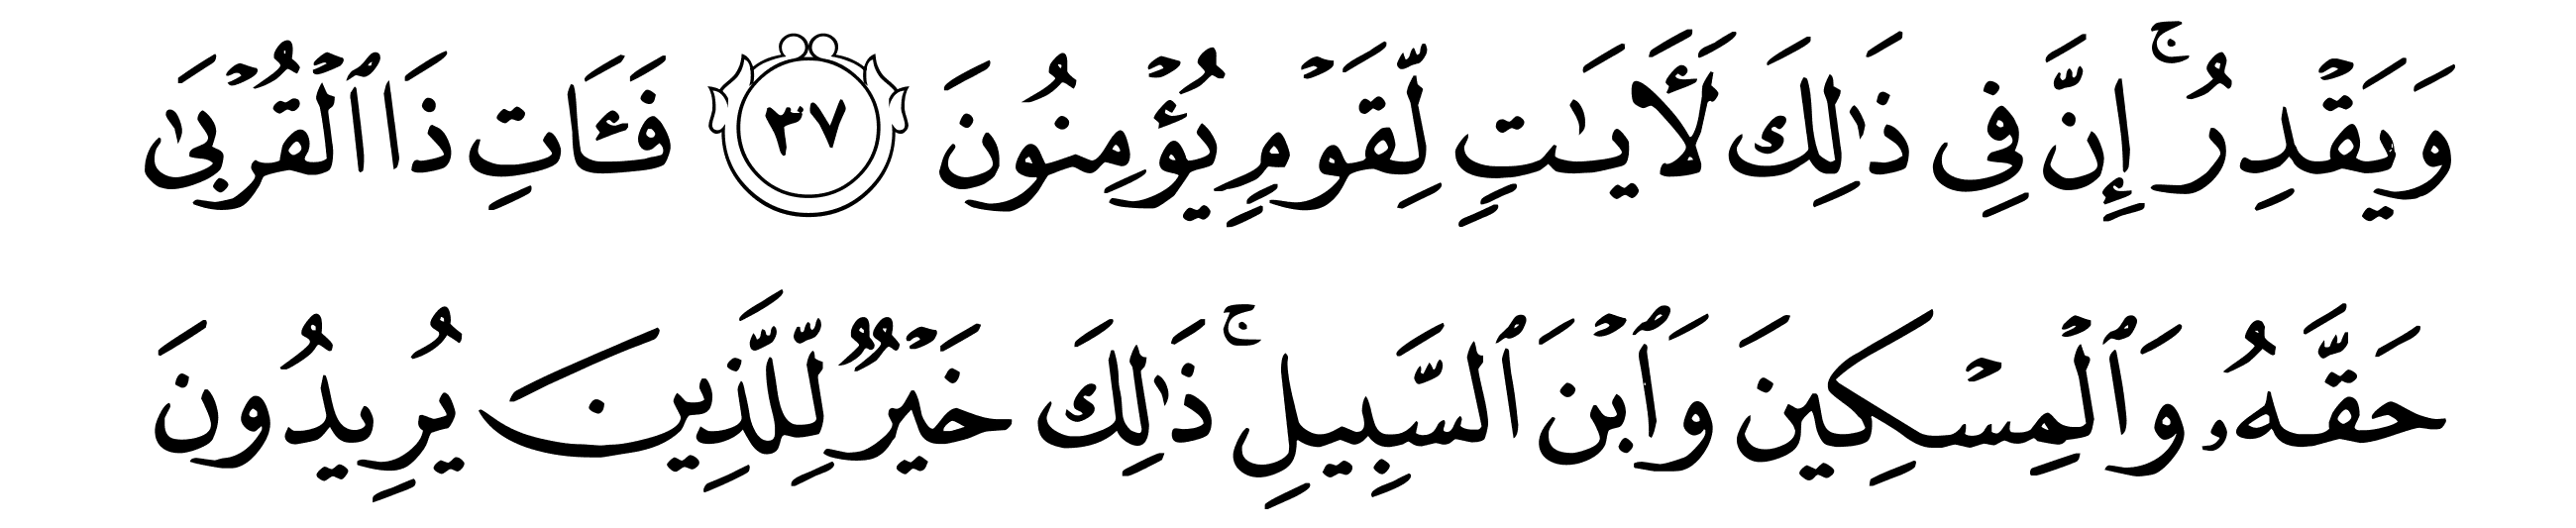 وَيَقۡدِرُۚ إِنَّ فِي ذَٰلِكَ لَأٓيَٰتٖ لِّقَوۡمٖ يُؤۡمِنُونَ ٣٧ فَـَٔاتِ ذَا ٱلۡقُرۡبَىٰ
حَقَّهُۥ وَٱلۡمِسۡكِينَ وَٱبۡنَ ٱلسَّبِيلِۚ ذَٰلِكَ خَيۡرٞ لِّلَّذِينَ يُرِيدُونَ